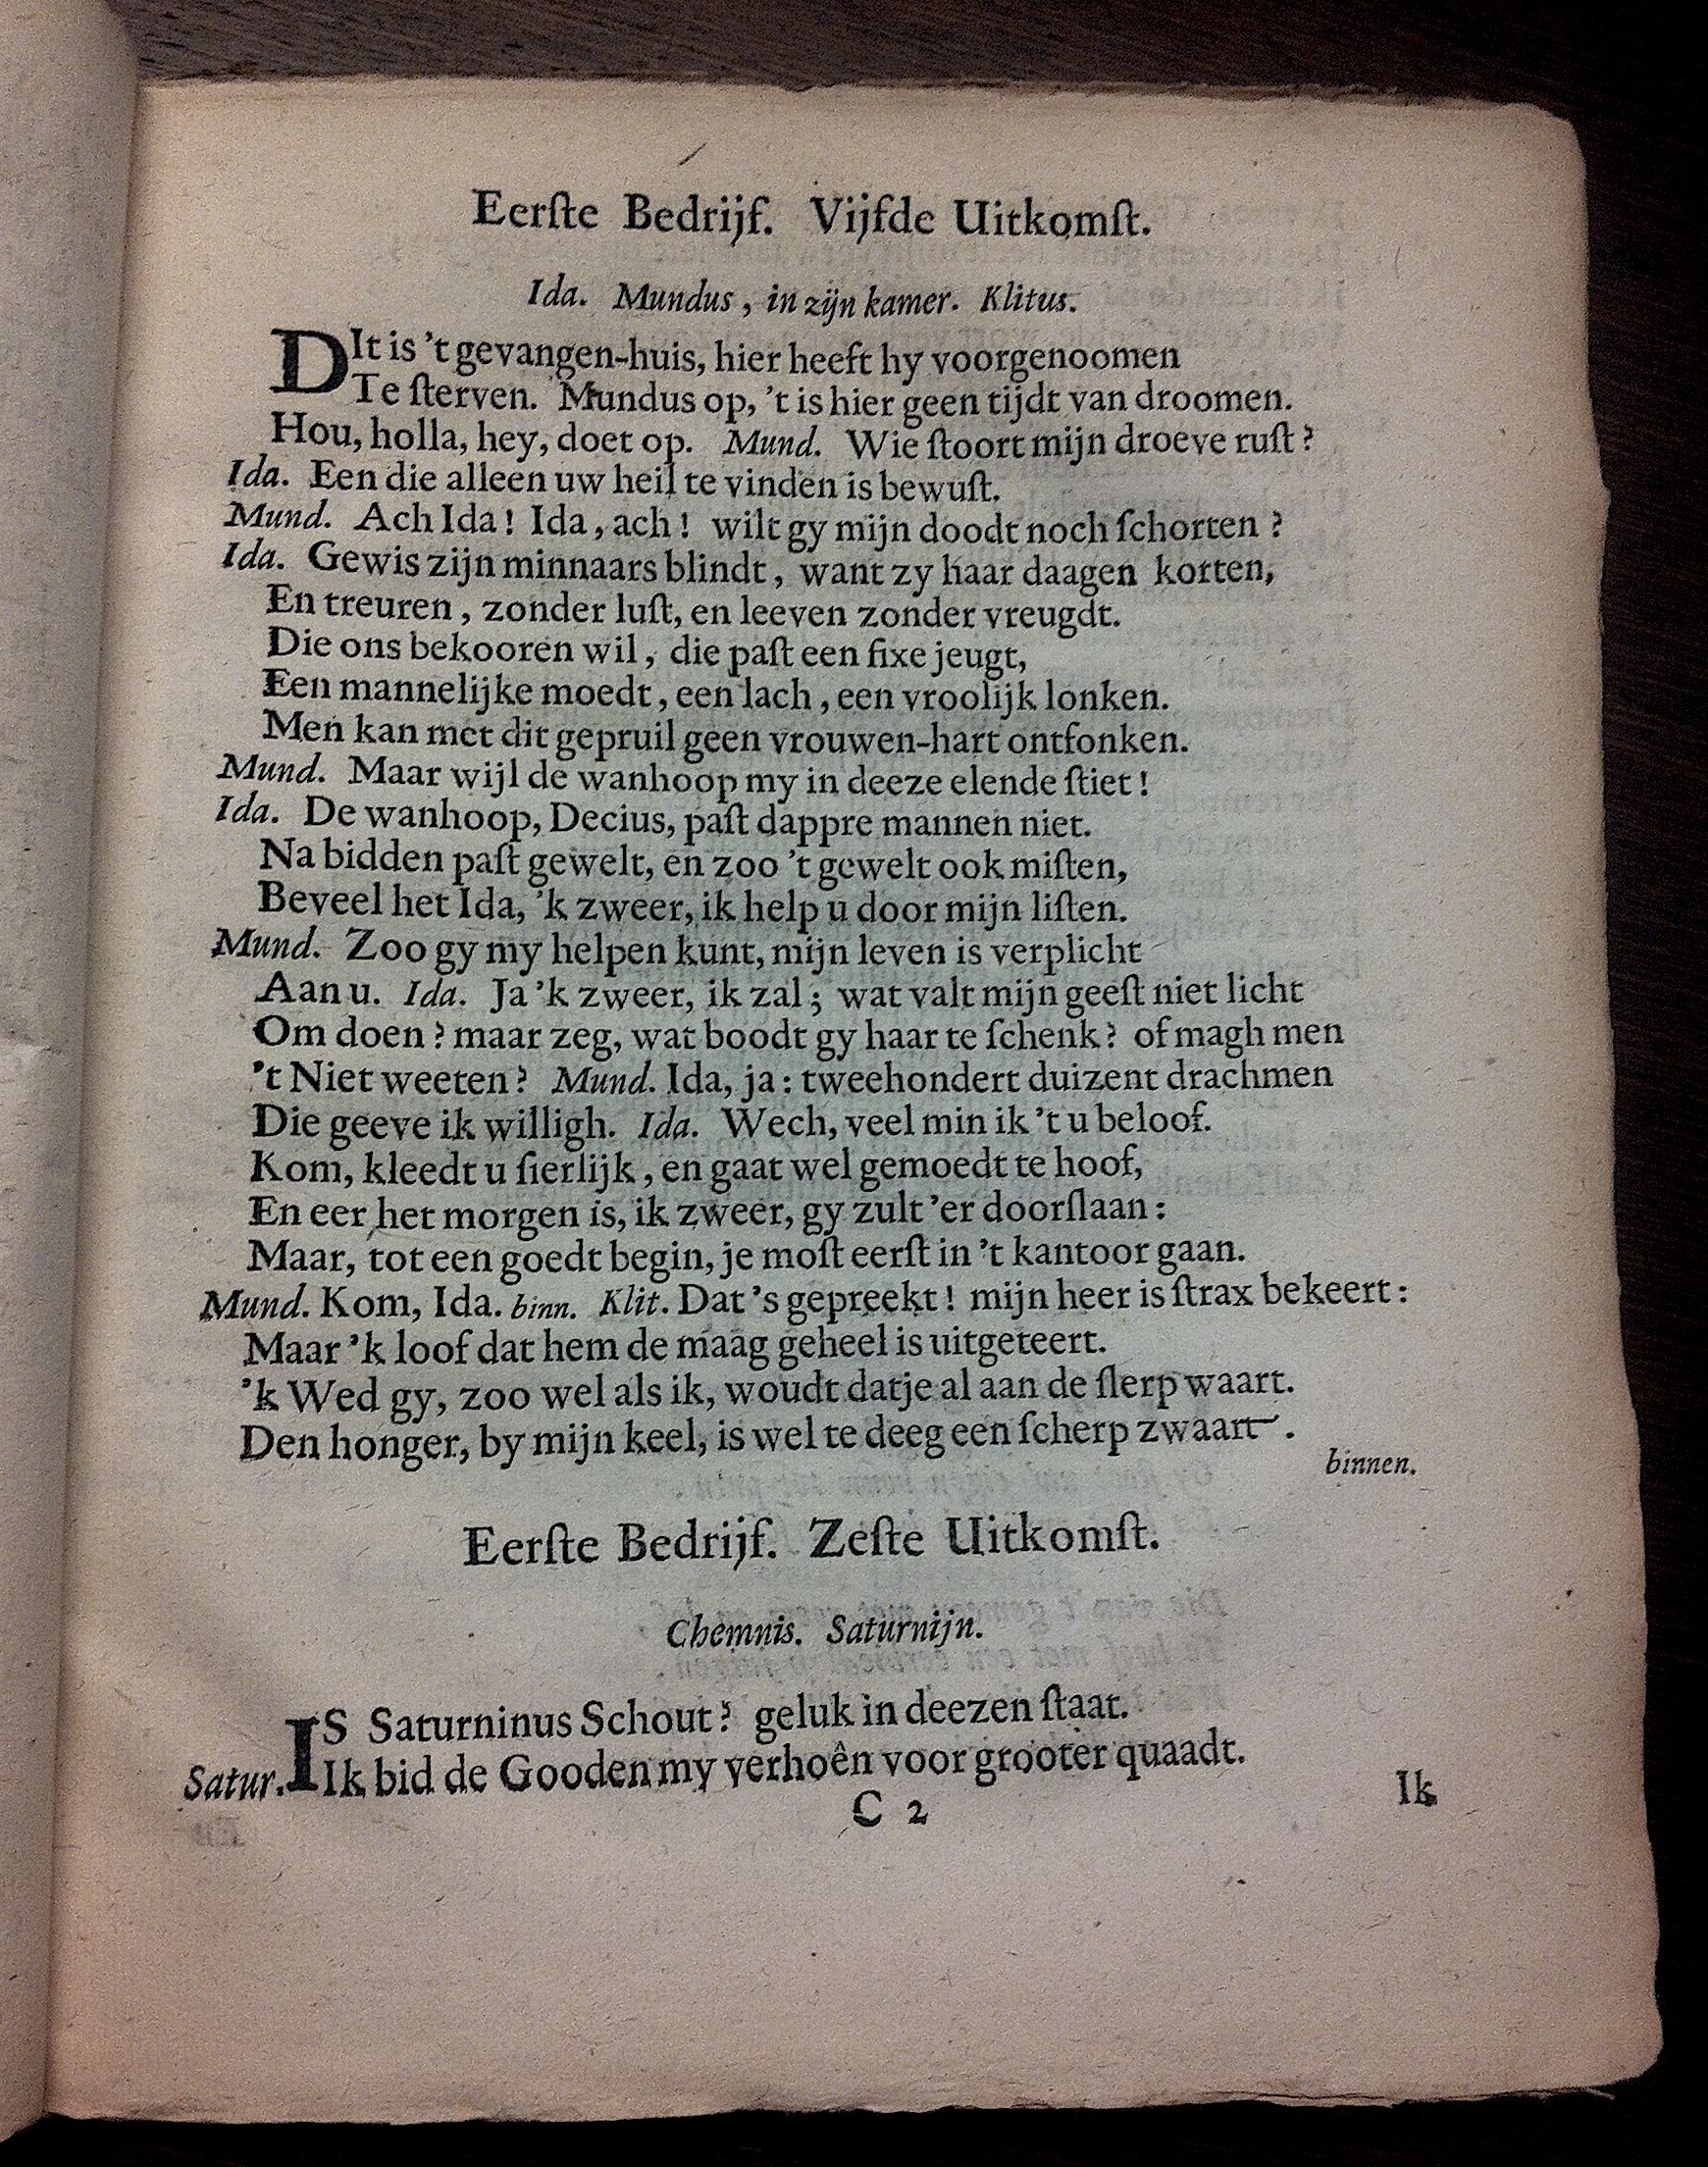 Eerſte Bedrijf. Vijfde Uitkomſt.
Ida. Mundus, in zijn kamer. Klitus.
DIt is 't gevangen-huis, hier heeft hy voorgenoomen
Te ſterven. Mundus op, 't is hier geen tijdt van droomen.
Hou, holla, hey, doet op. Mund. Wie ſtoort mijn droeve ruſt?
Ida. Een die alleen uw heil te vinden is bewuſt.
Mund. Ach Ida! Ida, ach! wilt gy mijn doodt noch ſchorten?
Ida. Gewis zijn minnaars blindt, want zy haar daagen korten,
En treuren, zonder luſt, en leeven zonder vreugdt.
Die ons bekooren wil, die paſt een fixe jeugt,
Een mannelijke moedt, een lach, een vroolijk lonken.
Men kan met dit gepruil geen vrouwen-hart ontfonken.
Mund. Maar wijl de wanhoop my in deeze elende ſtiet!
Ida. De wanhoop, Decius, paſt dappre mannen niet.
Na bidden paſt gewelt, en zoo 't gewelt ook miſten,
Beveel het Ida, 'k zweer, ik help u door mijn liſten.
Mund. Zoo gy my helpen kunt, mijn leven is verplicht
Aan u. Ida. Ja 'k zweer, ik zal; wat valt mijn geeſt niet licht
Om doen? maar zeg, wat boodt gy haar te ſchenk? of magh men
't Niet weeten? Mund. Ida, ja: tweehondert duizent drachmen
Die geeve ik willigh. Ida. Wech, veel min ik 't u beloof.
Kom, kleedt u ſierlijk, en gaat wel gemoedt te hoof,
En eer het morgen is, ik zweer, gy zult 'er doorſlaan:
Maar, tot een goedt begin, je moſt eerſt in 't kantoor gaan.
Mund. Kom, Ida. binn. Klit. Dat 's gepreekt! mijn heer is ſtrax bekeert:
Maar 'k loof dat hem de maag geheel is uitgeteert.
'k Wed gy, zoo wel als ik, woudt datje al aan de ſlerp waart.
Den honger, by mijn keel, is wel te deeg een ſcherp zwaart.
binnen.
Eerſte Bedrijf. Zeſte Uitkomſt.
Chemnis. Saturnijn.
IS Saturninus Schout? geluk in deezen ſtaat.
Satur. Ik bid de Gooden my verhoên voor grooter quaadt.
C 2 Ik